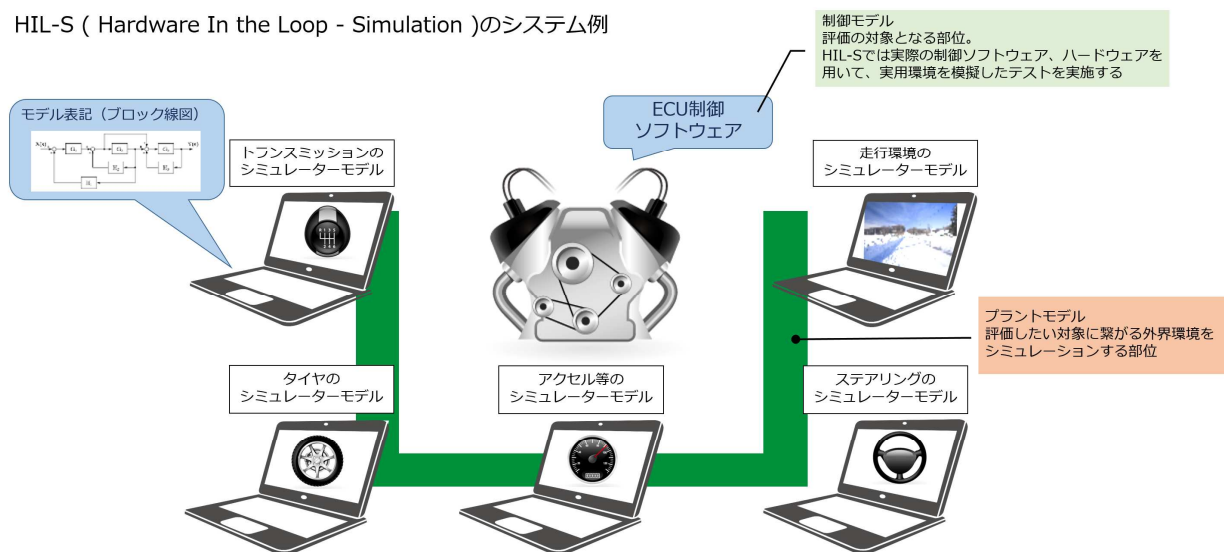 HIL-S ( Hardware In the Loop - Simulation )のシステム例
制御モデル
評価の対象となる部位。
HIL-Sでは実際の制御ソフトウェア、ハードウェアを
用いて、実用環境を模擬したテストを実施する
モデル表記（ブロック線図）
ECU制御
ソフトウェア
トランスミッションの
シミュレーターモデル
走行環境の
シミュレーターモデル
プラントモデル
評価したい対象に繋がる外界環境を
シミュレーションする部位
タイヤの
シミュレーターモデル
アクセル等の
シミュレーターモデル
ステアリングの
シミュレーターモデル